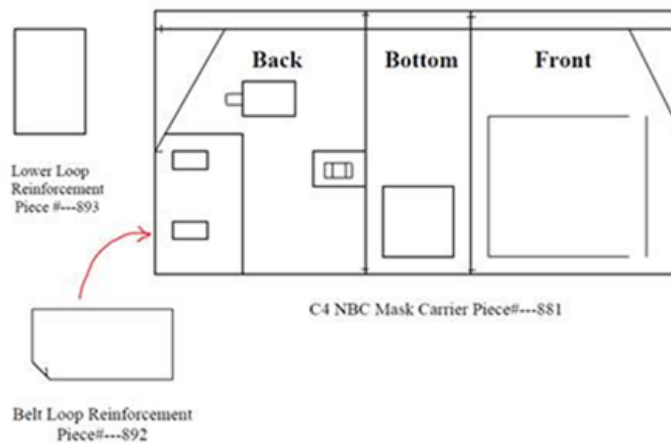 Back
Bottom
Front
Lower Loop
Reinforcement
Piece #---893
C4 NBC Mask Carrier Piece#---881
Belt Loop Reinforcement
Piece#---892